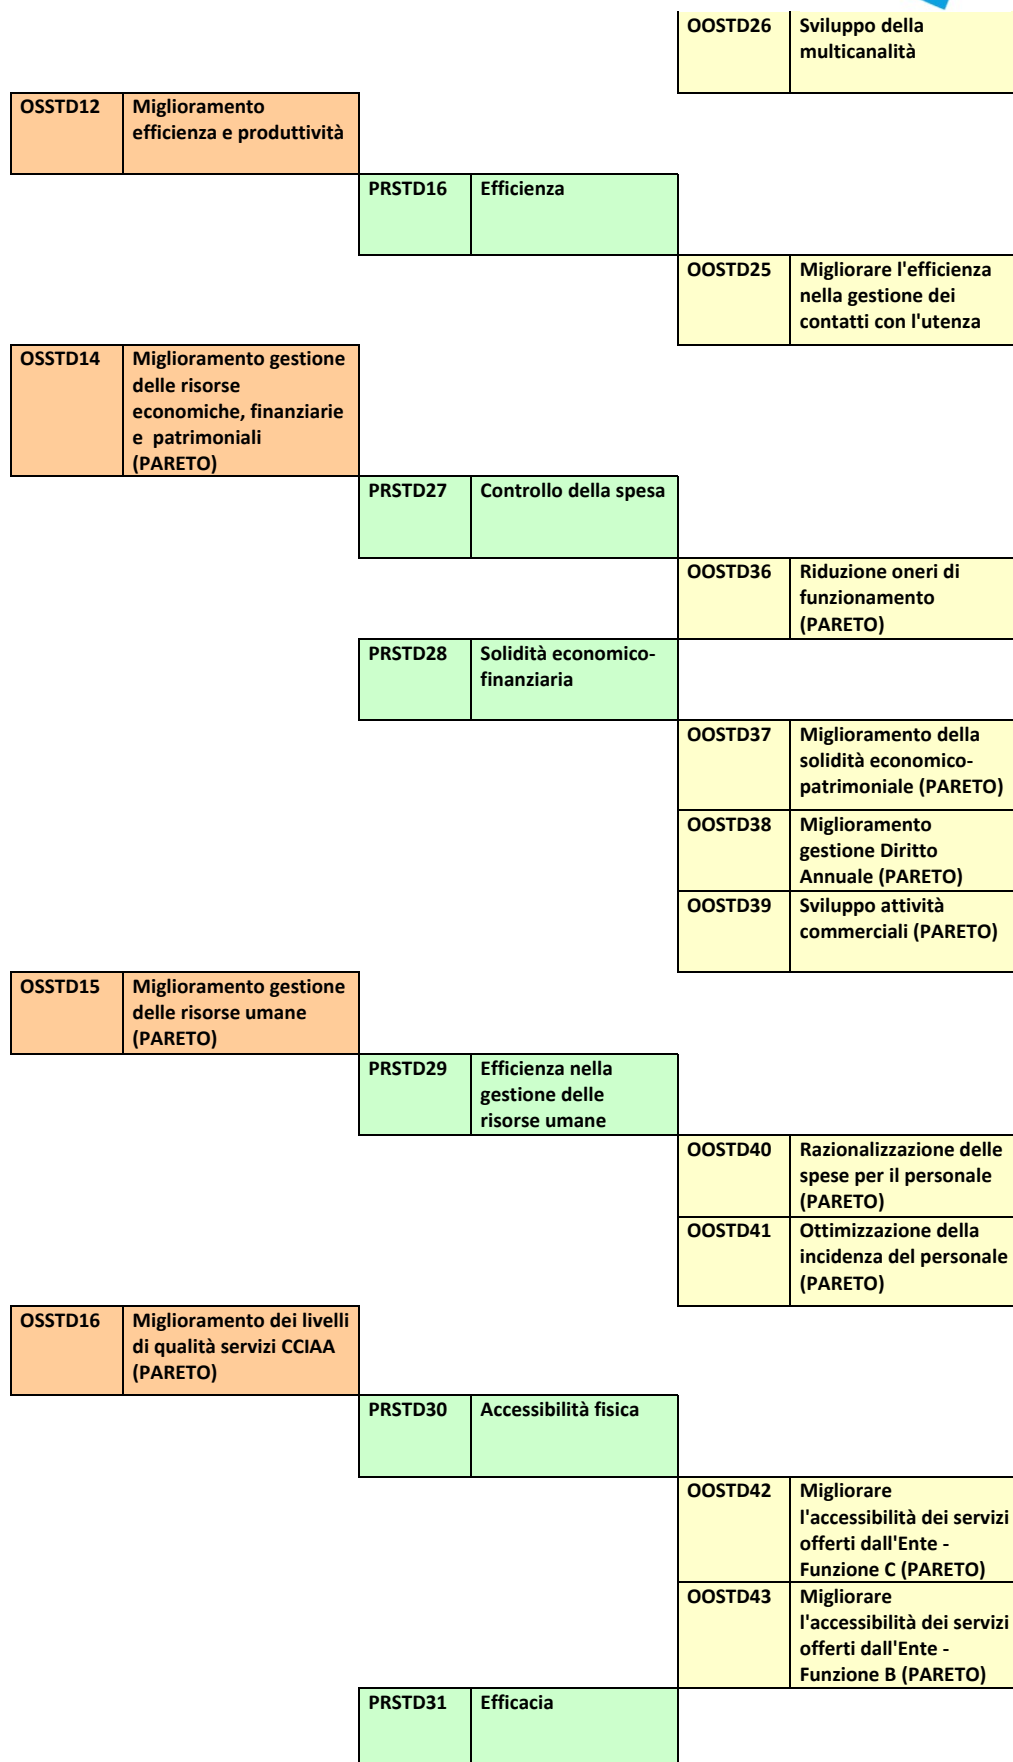 OOSTD26 Sviluppo della
multicanalità
OSSTD12 Miglioramento
efficienza e produttività
PRSTD16 Efficienza
OOSTD25 Migliorare l'efficienza
nella gestione dei
contatti con l'utenza
OSSTD14 Miglioramento gestione
delle risorse
economiche, finanziarie
e patrimoniali
(PARETO)
PRSTD27 Controllo della spesa
OOSTD36 Riduzione oneri di
funzionamento
(PARETO)
PRSTD28 Solidità economico-
finanziaria
OOSTD37 Miglioramento della
solidità economico-
patrimoniale (PARETO)
OOSTD38 Miglioramento
gestione Diritto
Annuale (PARETO)
OOSTD39 Sviluppo attività
commerciali (PARETO)
OSSTD15 Miglioramento gestione
delle risorse umane
(PARETO)
PRSTD29 Efficienza nella
gestione delle
risorse umane
OOSTD40 Razionalizzazione delle
spese per il personale
(PARETO)
OOSTD41 Ottimizzazione della
incidenza del personale
(PARETO)
OSSTD16 Miglioramento dei livelli
di qualità servizi CCIAA
(PARETO)
PRSTD30 Accessibilità fisica
OOSTD42 Migliorare
l'accessibilità dei servizi
offerti dall'Ente -
Funzione C (PARETO)
OOSTD43 Migliorare
l'accessibilità dei servizi
offerti dall'Ente -
Funzione B (PARETO)
PRSTD31 Efficacia